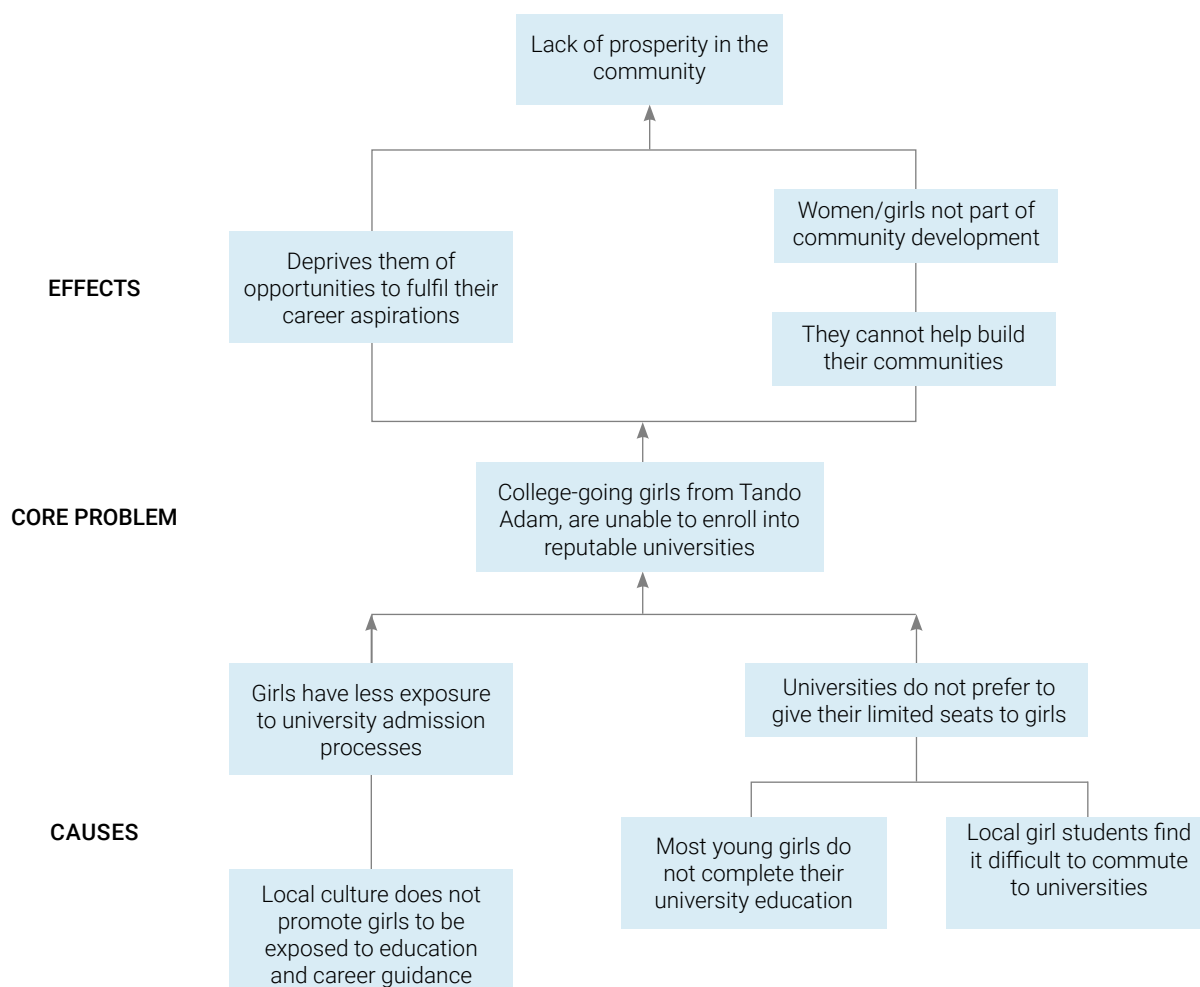 Lack of prosperity in the
community
Women/girls not part of
community development
EFFECTS
Deprives them of
opportunities to fulfil their
career aspirations
They cannot help build
their communities
CORE PROBLEM
College-going girls from Tando
Adam, are unable to enroll into
reputable universities
Girls have less exposure
to university admission
processes
Universities do not prefer to
give their limited seats to girls
CAUSES
Most young girls do
not complete their
university education
Local girl students find
it difficult to commute
to universities
Local culture does not
promote girls to be
exposed to education
and career guidance